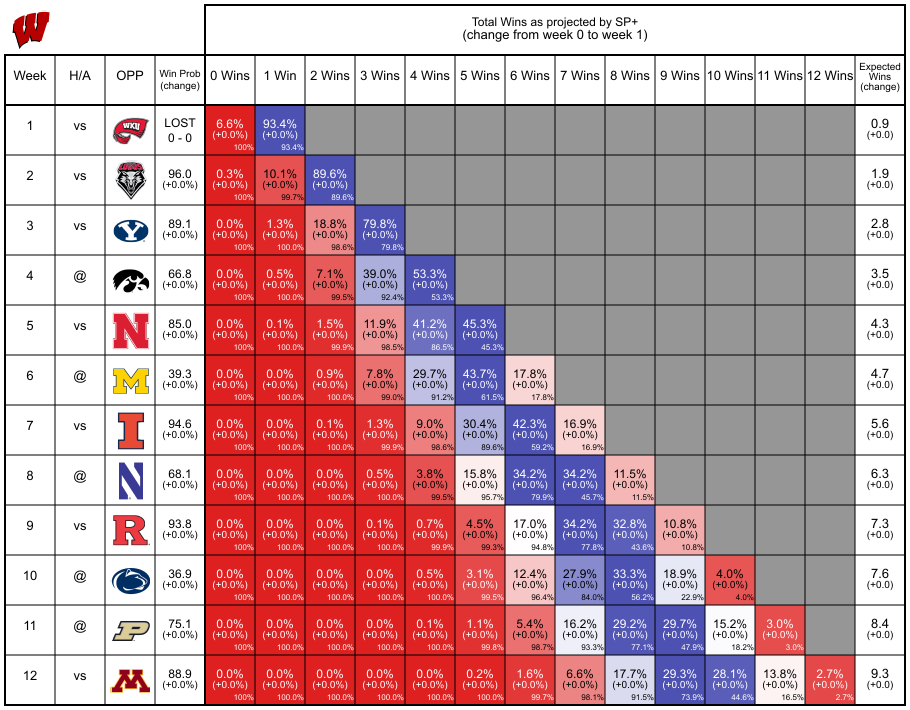 W
Total Wins as projected by SP+
(change from week 0 to week 1)
Week H/A OPP Win Prob (change) 0 Wins 1 Win 2 Wins 3 Wins 4 Wins 5 Wins 6 Wins 7 Wins 8 Wins 9 Wins 10 Wins 11 Wins 12 Wins Expected Wins (change)
1 vs WKU LOST 6.6% 93.4% 0.9
0 - 0 (+0.0%) (+0.0%) (+0.0)
100% 93.4%
2 vs 96.0 0.3% 10.1% 89.6% 1.9
(+0.0%) (+0.0%) (+0.0%) (+0.0%) (+0.0)
100% 99.7% 89.6%
3 vs Y 89.1 0.0% 1.3% 18.8% 79.8% 2.8
(+0.0%) (+0.0%) (+0.0%) (+0.0%) (+0.0%) (+0.0)
100% 100.0% 98.6% 79.8%
4 @ 66.8 0.0% 0.5% 7.1% 39.0% 53.3% 3.5
(+0.0%) (+0.0%) (+0.0%) (+0.0%) (+0.0%) (+0.0%) (+0.0)
100% 100.0% 99.5% 92.4% 53.3%
5 vs N 85.0 0.0% 0.1% 1.5% 11.9% 41.2% 45.3% 4.3
(+0.0%) (+0.0%) (+0.0%) (+0.0%) (+0.0%) (+0.0%) (+0.0%) (+0.0)
100% 100.0% 99.9% 98.5% 86.5% 45.3%
6 @ M 39.3 0.0% 0.0% 0.9% 7.8% 29.7% 43.7% 17.8% 4.7
(+0.0%) (+0.0%) (+0.0%) (+0.0%) (+0.0%) (+0.0%) (+0.0%) (+0.0%) (+0.0)
100% 100.0% 100.0% 99.0% 91.2% 61.5% 17.8%
7 vs I 94.6 0.0% 0.0% 0.1% 1.3% 9.0% 30.4% 42.3% 16.9% 5.6
(+0.0%) (+0.0%) (+0.0%) (+0.0%) (+0.0%) (+0.0%) (+0.0%) (+0.0%) (+0.0%) (+0.0)
100% 100.0% 100.0% 99.9% 98.6% 89.6% 59.2% 16.9%
8 @ N 68.1 0.0% 0.0% 0.0% 0.5% 3.8% 15.8% 34.2% 34.2% 11.5% 6.3
(+0.0%) (+0.0%) (+0.0%) (+0.0%) (+0.0%) (+0.0%) (+0.0%) (+0.0%) (+0.0%) (+0.0%) (+0.0)
100% 100.0% 100.0% 100.0% 99.5% 95.7% 79.9% 45.7% 11.5%
9 vs R 93.8 0.0% 0.0% 0.0% 0.1% 0.7% 4.5% 17.0% 34.2% 32.8% 10.8% 7.3
(+0.0%) (+0.0%) (+0.0%) (+0.0%) (+0.0%) (+0.0%) (+0.0%) (+0.0%) (+0.0%) (+0.0%) (+0.0%) (+0.0)
100% 100.0% 100.0% 100.0% 99.9% 99.3% 94.8% 77.8% 43.6% 10.8%
10 @ 36.9 0.0% 0.0% 0.0% 0.0% 0.5% 3.1% 12.4% 27.9% 33.3% 18.9% 4.0% 7.6
(+0.0%) (+0.0%) (+0.0%) (+0.0%) (+0.0%) (+0.0%) (+0.0%) (+0.0%) (+0.0%) (+0.0%) (+0.0%) (+0.0%) (+0.0)
100% 100.0% 100.0% 100.0% 100.0% 99.5% 96.4% 84.0% 56.2% 22.9% 4.0%
11 @ P 75.1 0.0% 0.0% 0.0% 0.0% 0.1% 1.1% 5.4% 16.2% 29.2% 29.7% 15.2% 3.0% 8.4
(+0.0%) (+0.0%) (+0.0%) (+0.0%) (+0.0%) (+0.0%) (+0.0%) (+0.0%) (+0.0%) (+0.0%) (+0.0%) (+0.0%) (+0.0%) (+0.0)
100% 100.0% 100.0% 100.0% 100.0% 99.8% 98.7% 93.3% 77.1% 47.9% 18.2% 3.0%
12 vs M 88.9 0.0% 0.0% 0.0% 0.0% 0.0% 0.2% 1.6% 6.6% 17.7% 29.3% 28.1% 13.8% 2.7% 9.3
(+0.0%) (+0.0%) (+0.0%) (+0.0%) (+0.0%) (+0.0%) (+0.0%) (+0.0%) (+0.0%) (+0.0%) (+0.0%) (+0.0%) (+0.0%) (+0.0%) (+0.0)
100% 100.0% 100.0% 100.0% 100.0% 100.0% 99.7% 98.1% 91.5% 73.9% 44.6% 16.5% 2.7%